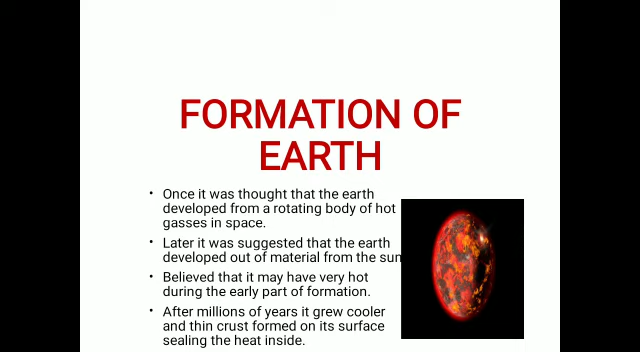 FORMATION OF
EARTH
• Once it was thought that the earth
developed from a rotating body of hot
gasses in space.
• Later it was suggested that the earth
developed out of material from the sun
• Believed that it may have very hot
during the early part of formation.
• After millions of years it grew cooler
and thin crust formed on its surface
sealing the heat inside.